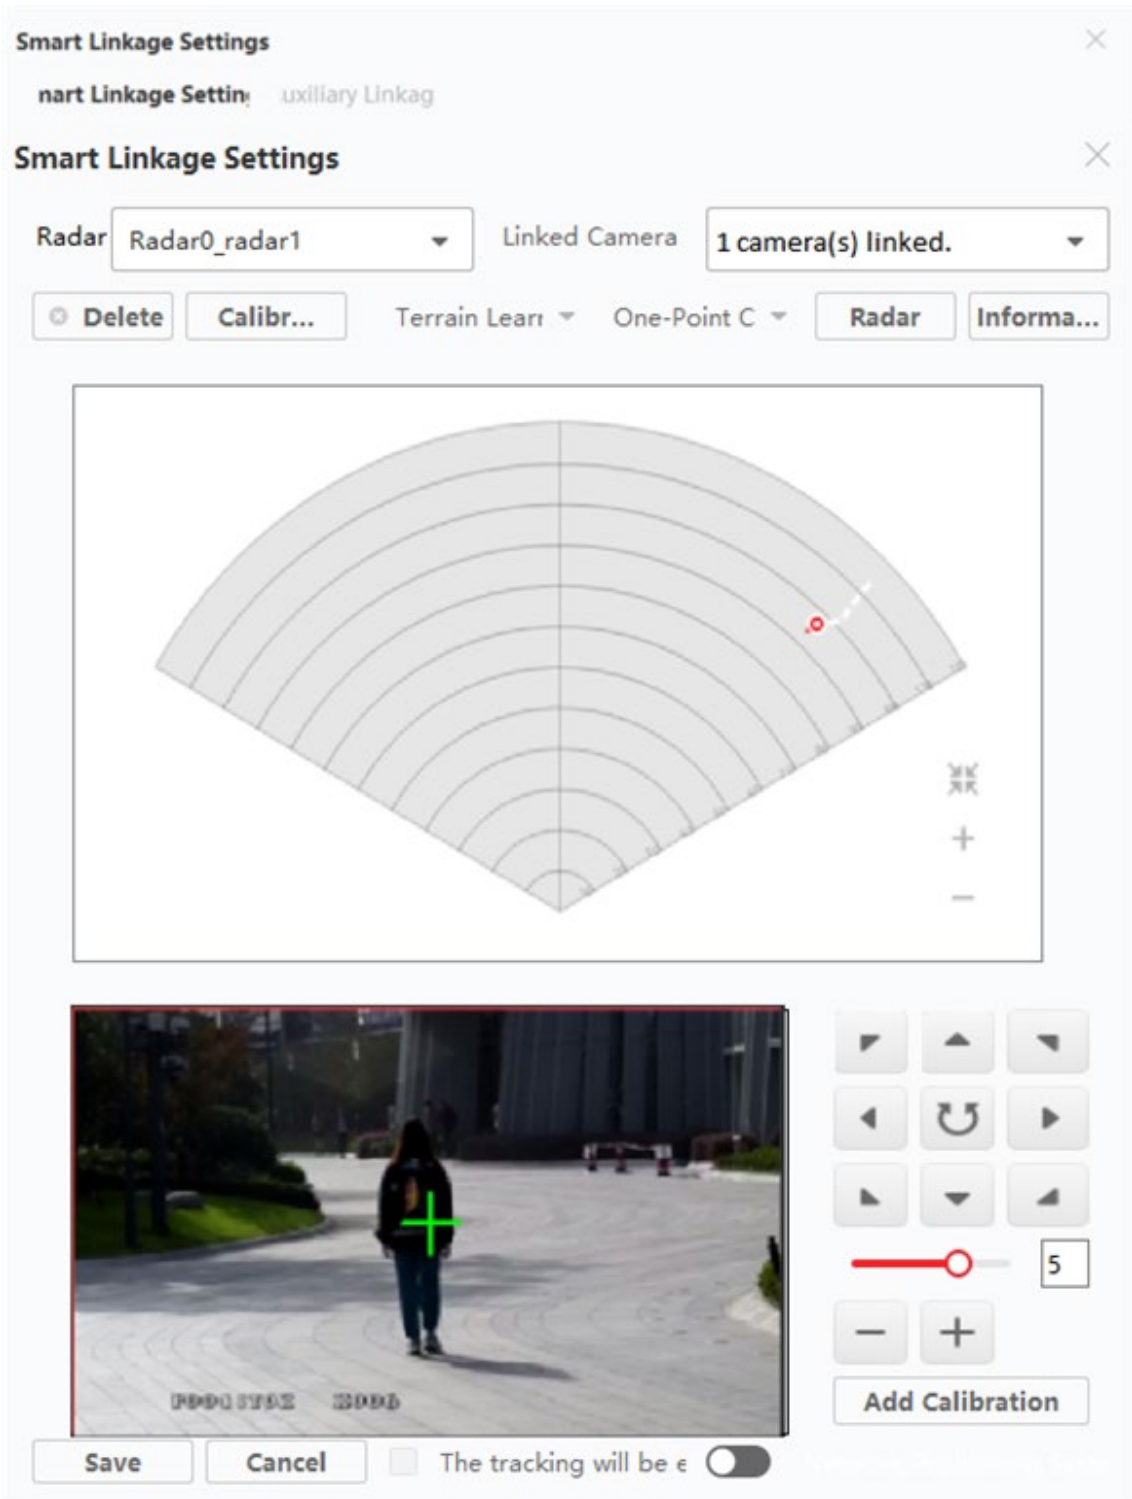 Smart Linkage Settings
nart Linkage Settin uxiliary Linkag
Smart Linkage Settings
Radar Radar0_radar1 Linked Camera 1 camera(s) linked.
Delete Calibr... Terrain Lear One-Point C Radar Informa...
5
Add Calibration
Save Cancel The tracking will be e